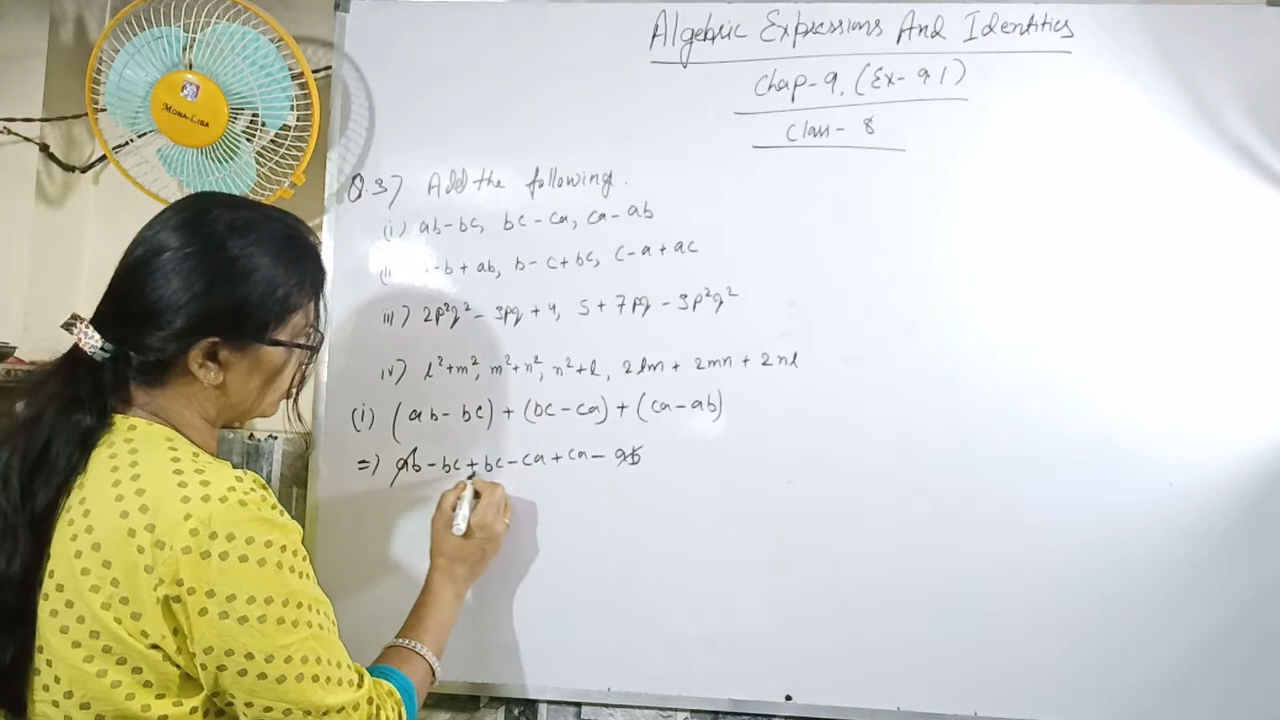 MONA-LISA
Algebric Expressions And Identities
Chap-9, (Ex-9.1)
Class- 8
Q.3) Add the following.
(i) ab-bc, bc-ca, ca-ab
-b+ab, b-c+bc, c-a+ac
iii) 2p²q² - 3pq + 4, 5 + 7pq - 3p²q²
iv) l²+m², m²+n², n²+l, 2lm + 2mn + 2nl
(i) (ab-bc) + (bc-ca) + (ca-ab)
=) ab-bc+bc-ca+ca-ab